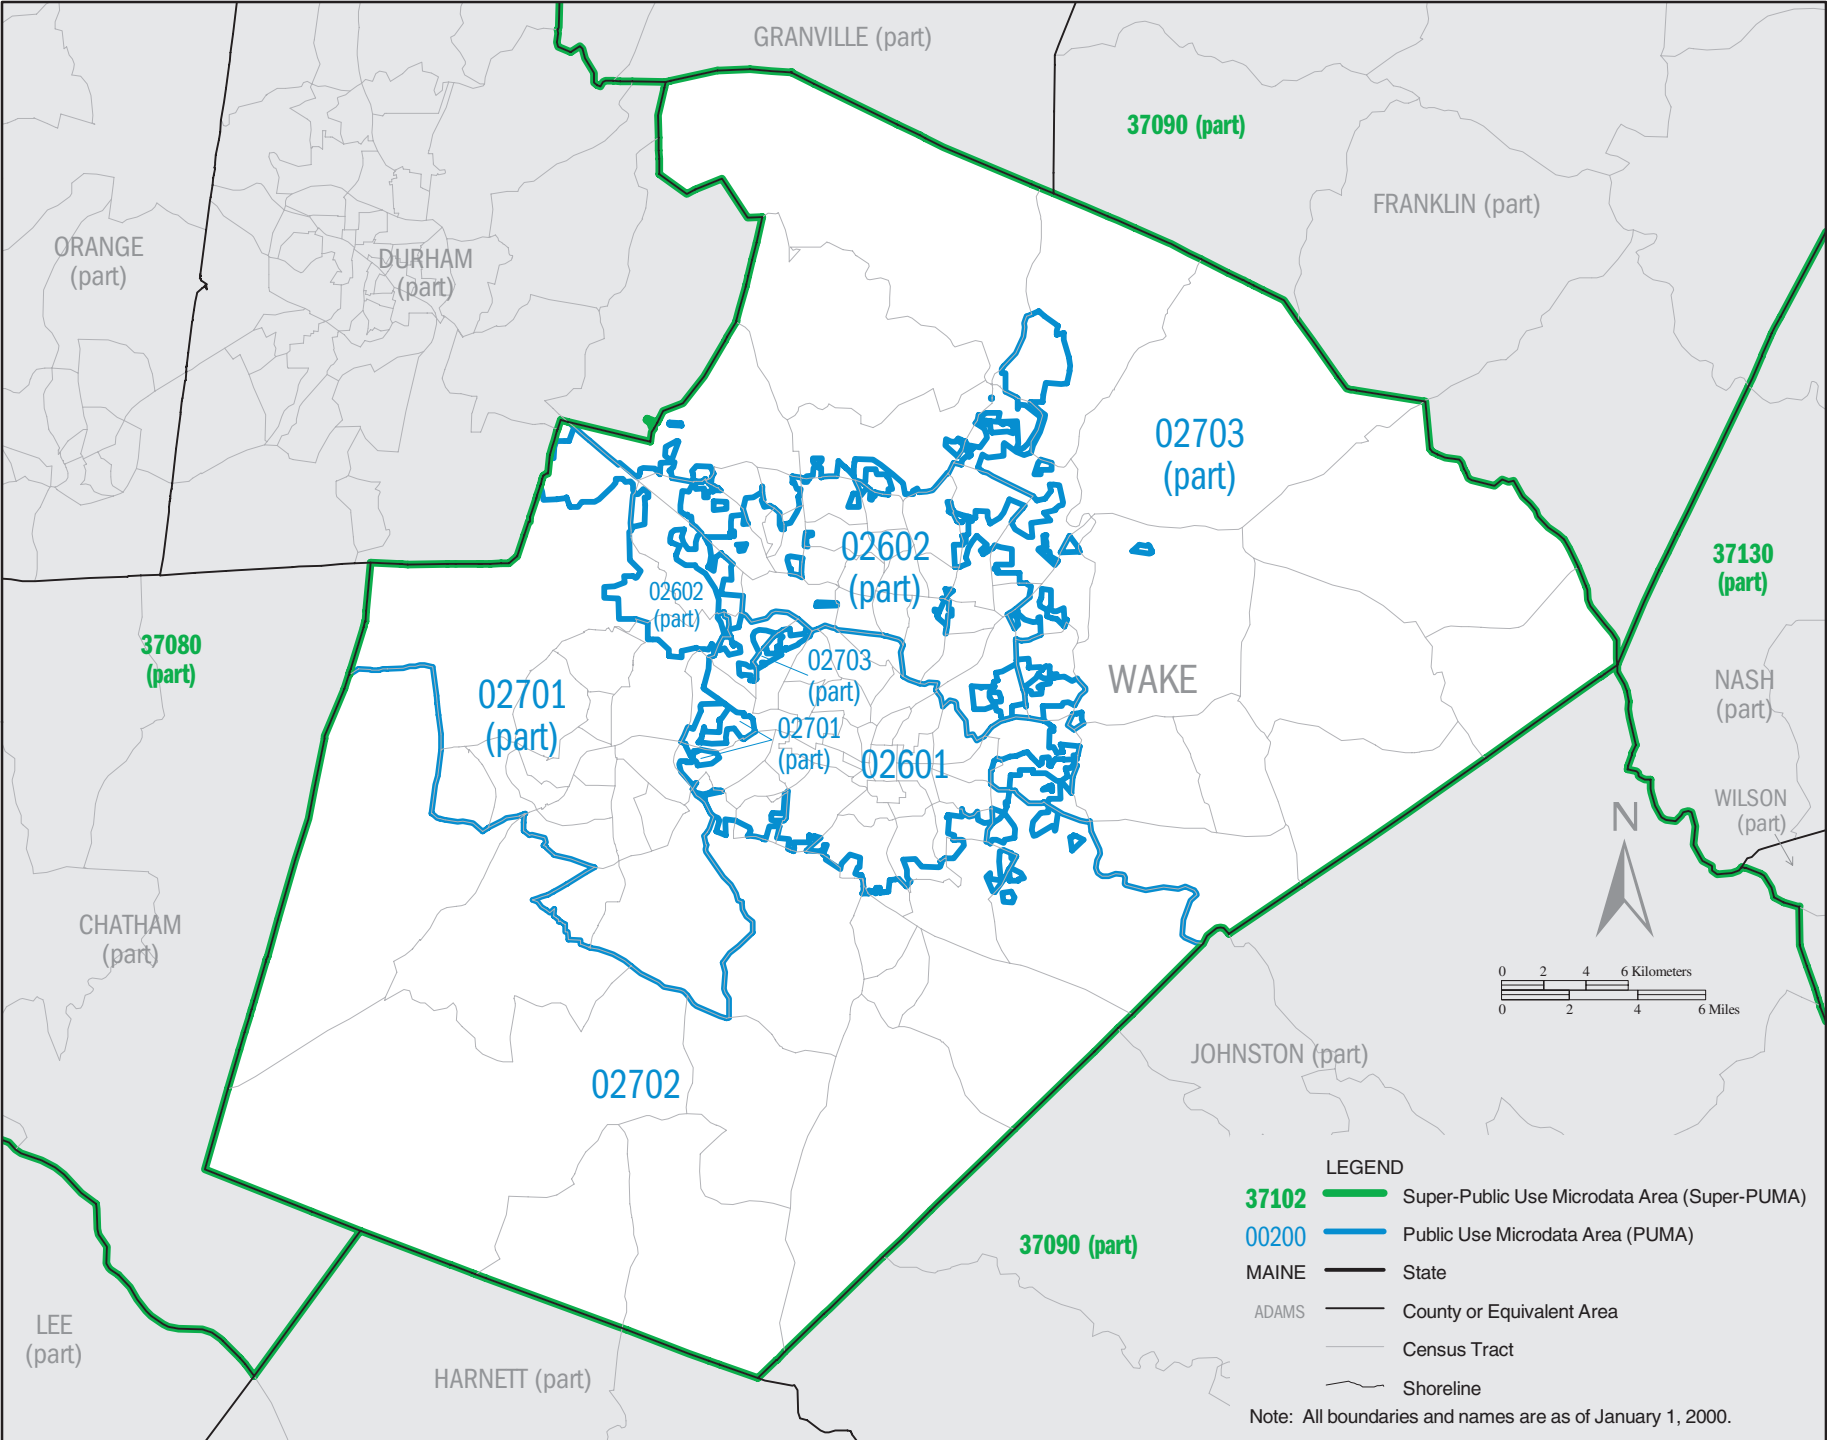 GRANVILLE (part)
37090 (part)
FRANKLIN (part)
ORANGE
(part)
DURHAM
(part)
02703
(part)
02602
(part)
37130
(part)
02602
(part)
37080
(part)
02703
(part)
WAKE
NASH
(part)
02701
(part)
02701
(part)
02601
WILSON
(part)
N
CHATHAM
(part)
0 2 4 6 Kilometers
0 2 4 6 Miles
JOHNSTON (part)
02702
LEGEND
37102 Super-Public Use Microdata Area (Super-PUMA)
00200 Public Use Microdata Area (PUMA)
MAINE State
ADAMS County or Equivalent Area
Census Tract
Shoreline
Note: All boundaries and names are as of January 1, 2000.
37090 (part)
LEE
(part)
HARNETT (part)